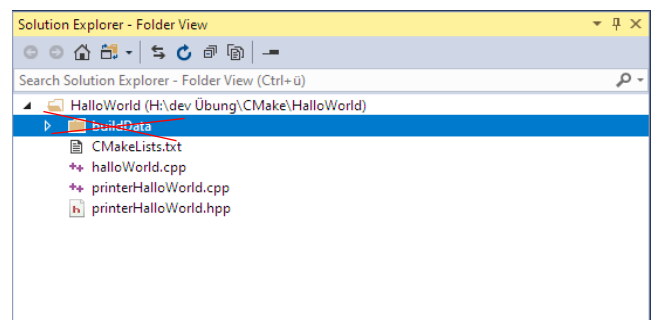 Solution Explorer - Folder View
Search Solution Explorer - Folder View (Ctrl+ü)
HalloWorld (H:\dev Übung\CMake\HalloWorld)
buildData
CMakeLists.txt
++ halloWorld.cpp
++ printerHalloWorld.cpp
h printerHalloWorld.hpp